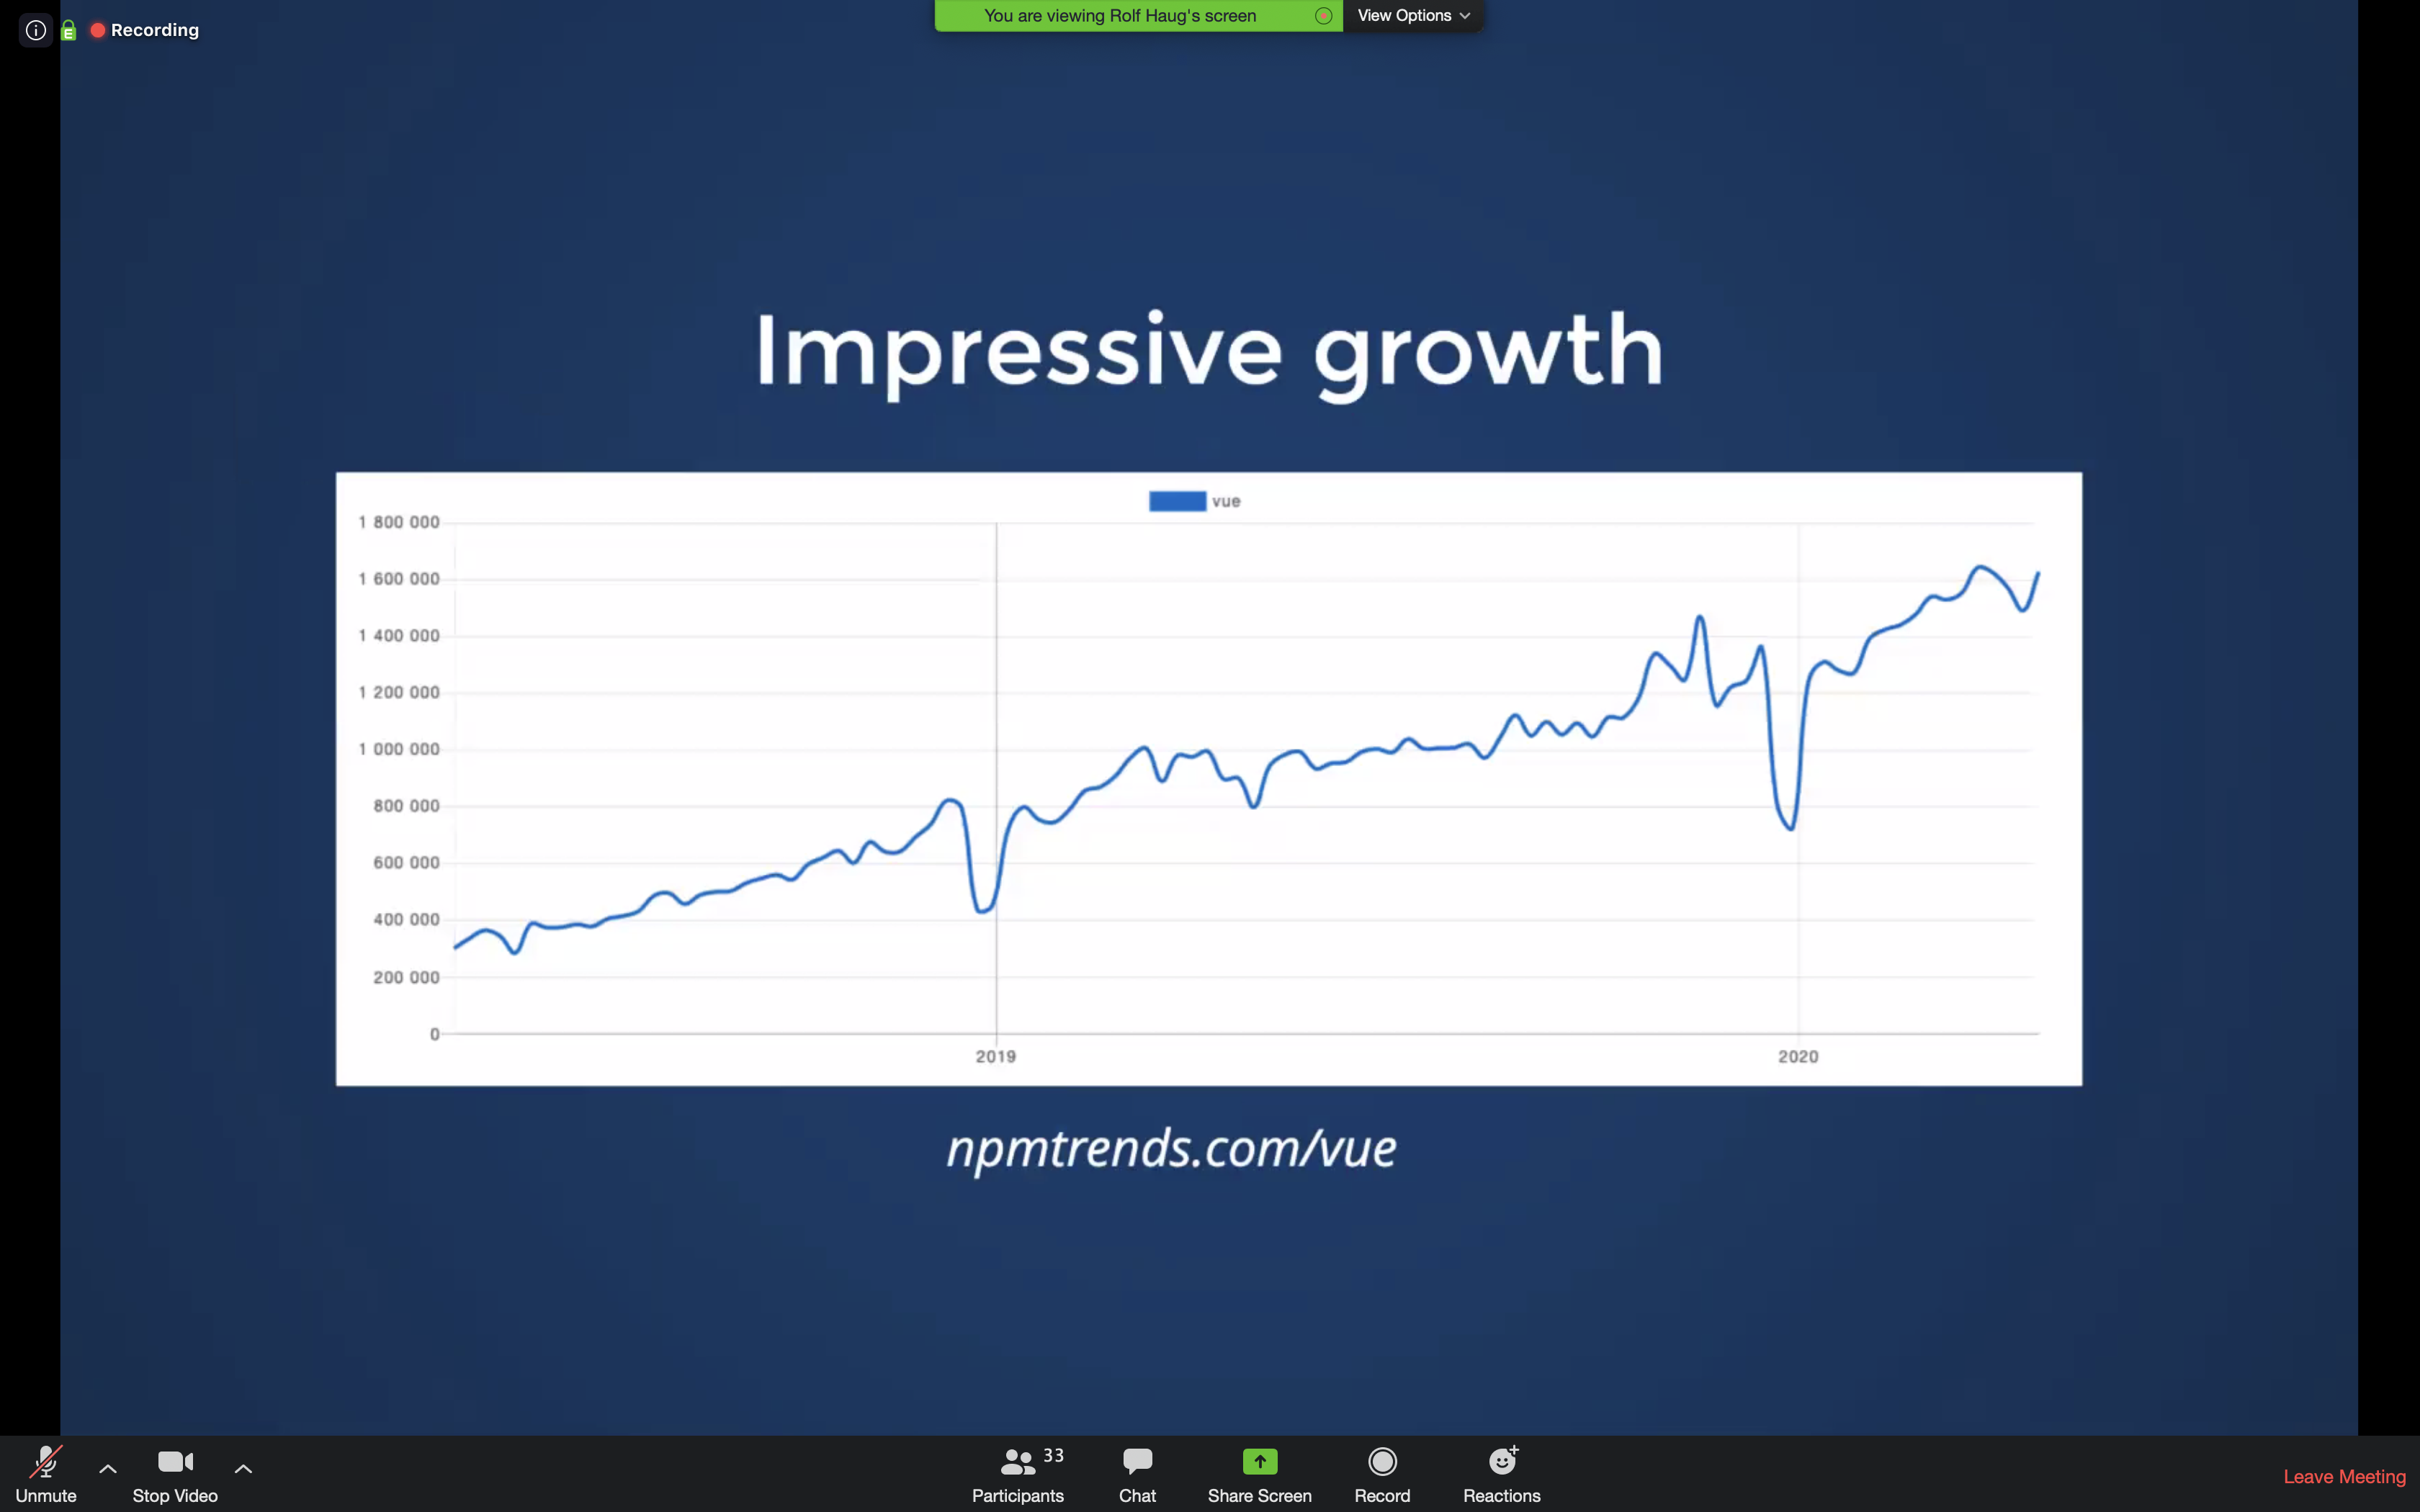 Recording
You are viewing Rolf Haug's screen
View Options
Impressive growth
vue
1 800 000
1 600 000
1 400 000
1 200 000
1 000 000
800 000
600 000
400 000
200 000
0
2019 2020
npmtrends.com/vue
33
Unmute Stop Video Participants Chat Share Screen Record Reactions Leave Meeting